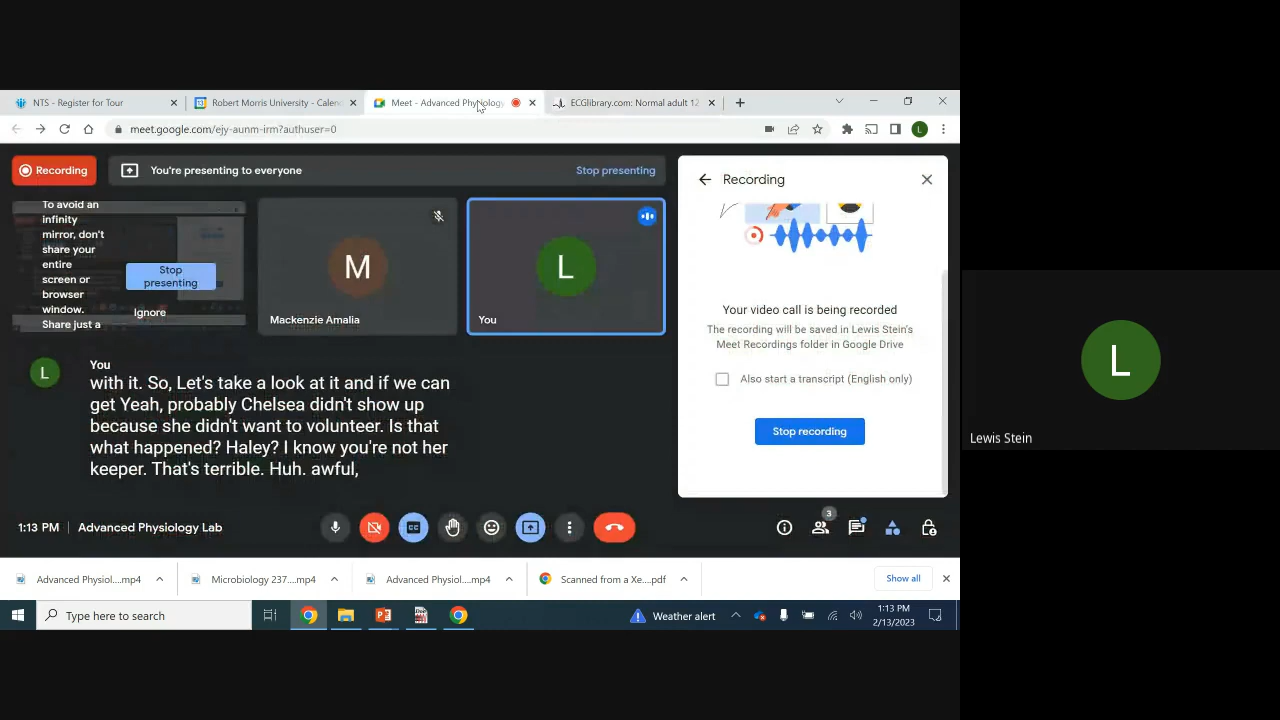 NTS - Register for Tour
Robert Morris University - Calen
Meet - Advanced Physiology
ECGlibrary.com: Normal adult 12
meet.google.com/ejy-aunm-irm?authuser=0
L
Recording
You're presenting to everyone
Stop presenting
To avoid an
infinity
mirror, don't
share your
entire
screen or
browser
window.
Share just a
Stop
presenting
Ignore
M
Mackenzie Amalia
L
You
Recording
Your video call is being recorded
The recording will be saved in Lewis Stein's
Meet Recordings folder in Google Drive
Also start a transcript (English only)
Stop recording
L
You
with it. So, Let's take a look at it and if we can
get Yeah, probably Chelsea didn't show up
because she didn't want to volunteer. Is that
what happened? Haley? I know you're not her
keeper. That's terrible. Huh. awful,
L
Lewis Stein
1:13 PM | Advanced Physiology Lab
CC
3
Advanced Physiol....mp4
Microbiology 237....mp4
Advanced Physiol....mp4
Scanned from a Xe....pdf
Show all
Type here to search
Weather alert
1:13 PM
2/13/2023